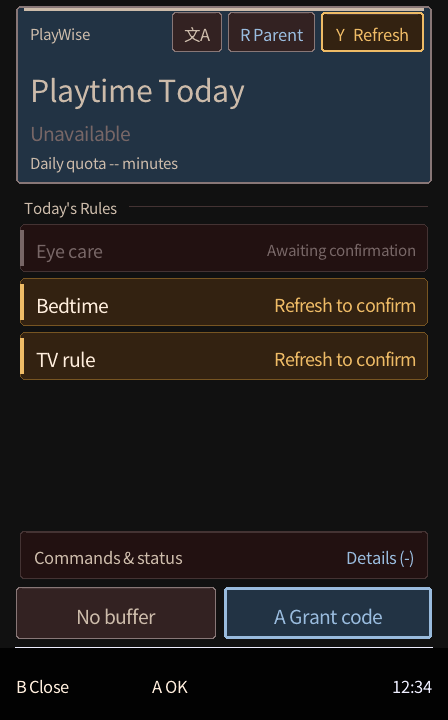 PlayWise
文A
R Parent
Y Refresh
Playtime Today
Unavailable
Daily quota -- minutes
Today's Rules
Eye care
Awaiting confirmation
Bedtime
Refresh to confirm
TV rule
Refresh to confirm
Commands & status
Details (-)
No buffer
A Grant code
B Close
A OK
12:34